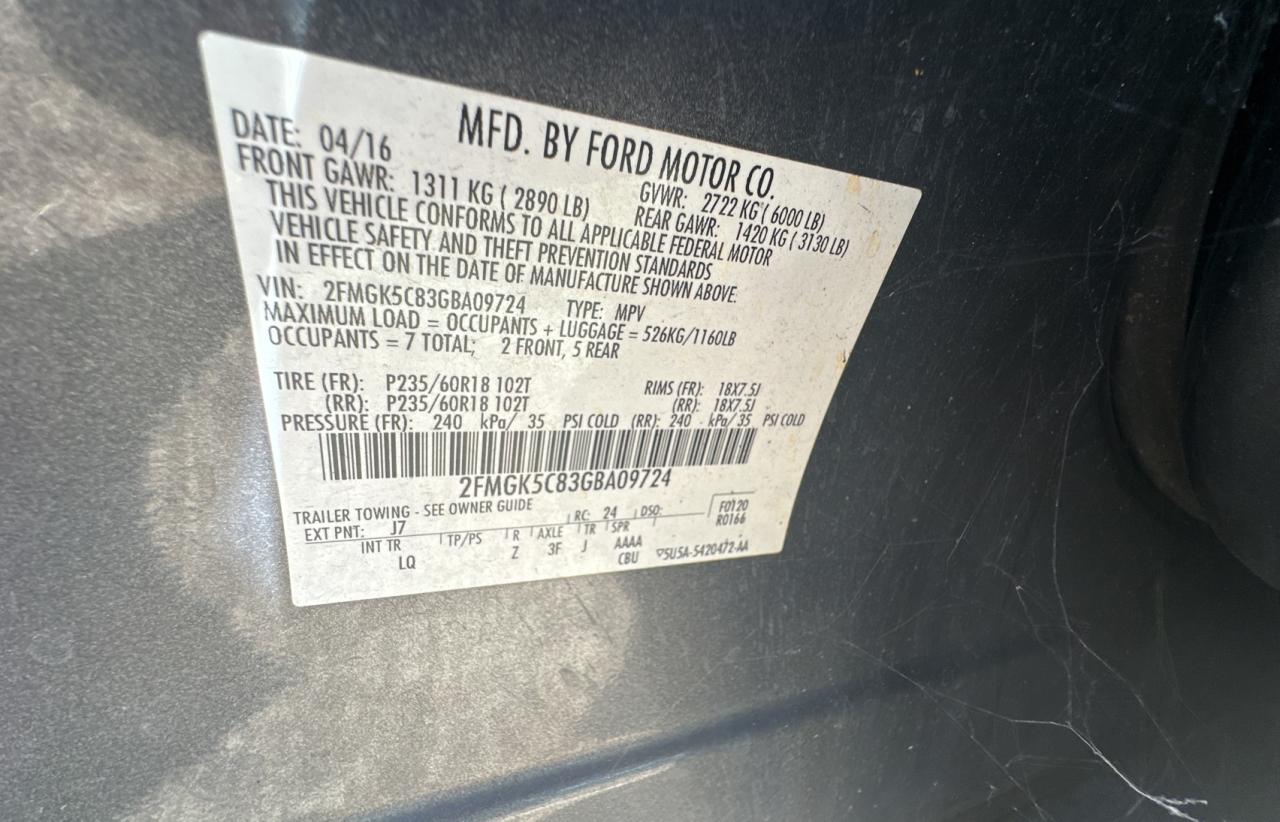 MFD. BY FORD MOTOR CO.
DATE: 04/16 GVWR: 2722 KG ( 6000 LB)
FRONT GAWR: 1311 KG ( 2890 LB) REAR GAWR: 1420 KG ( 3130 LB)
THIS VEHICLE CONFORMS TO ALL APPLICABLE FEDERAL MOTOR
VEHICLE SAFETY AND THEFT PREVENTION STANDARDS
IN EFFECT ON THE DATE OF MANUFACTURE SHOWN ABOVE.
VIN: 2FMGK5C83GBA09724 TYPE: MPV
MAXIMUM LOAD = OCCUPANTS + LUGGAGE = 526KG/1160LB
OCCUPANTS = 7 TOTAL; 2 FRONT, 5 REAR
TIRE (FR): P235/60R18 102T RIMS (FR): 18X7.5J
(RR): P235/60R18 102T (RR): 18X7.5J
PRESSURE (FR): 240 kPa/ 35 PSI COLD (RR): 240 kPa/ 35 PSI COLD
2FMGK5C83GBA09724
TRAILER TOWING - SEE OWNER GUIDE
EXT PNT: J7 RC: 24 DSO: F0120
R0166
INT TR TP/PS R AXLE TR SPR
LQ Z 3F J AAAA
CBU 5U5A-5420472-AA